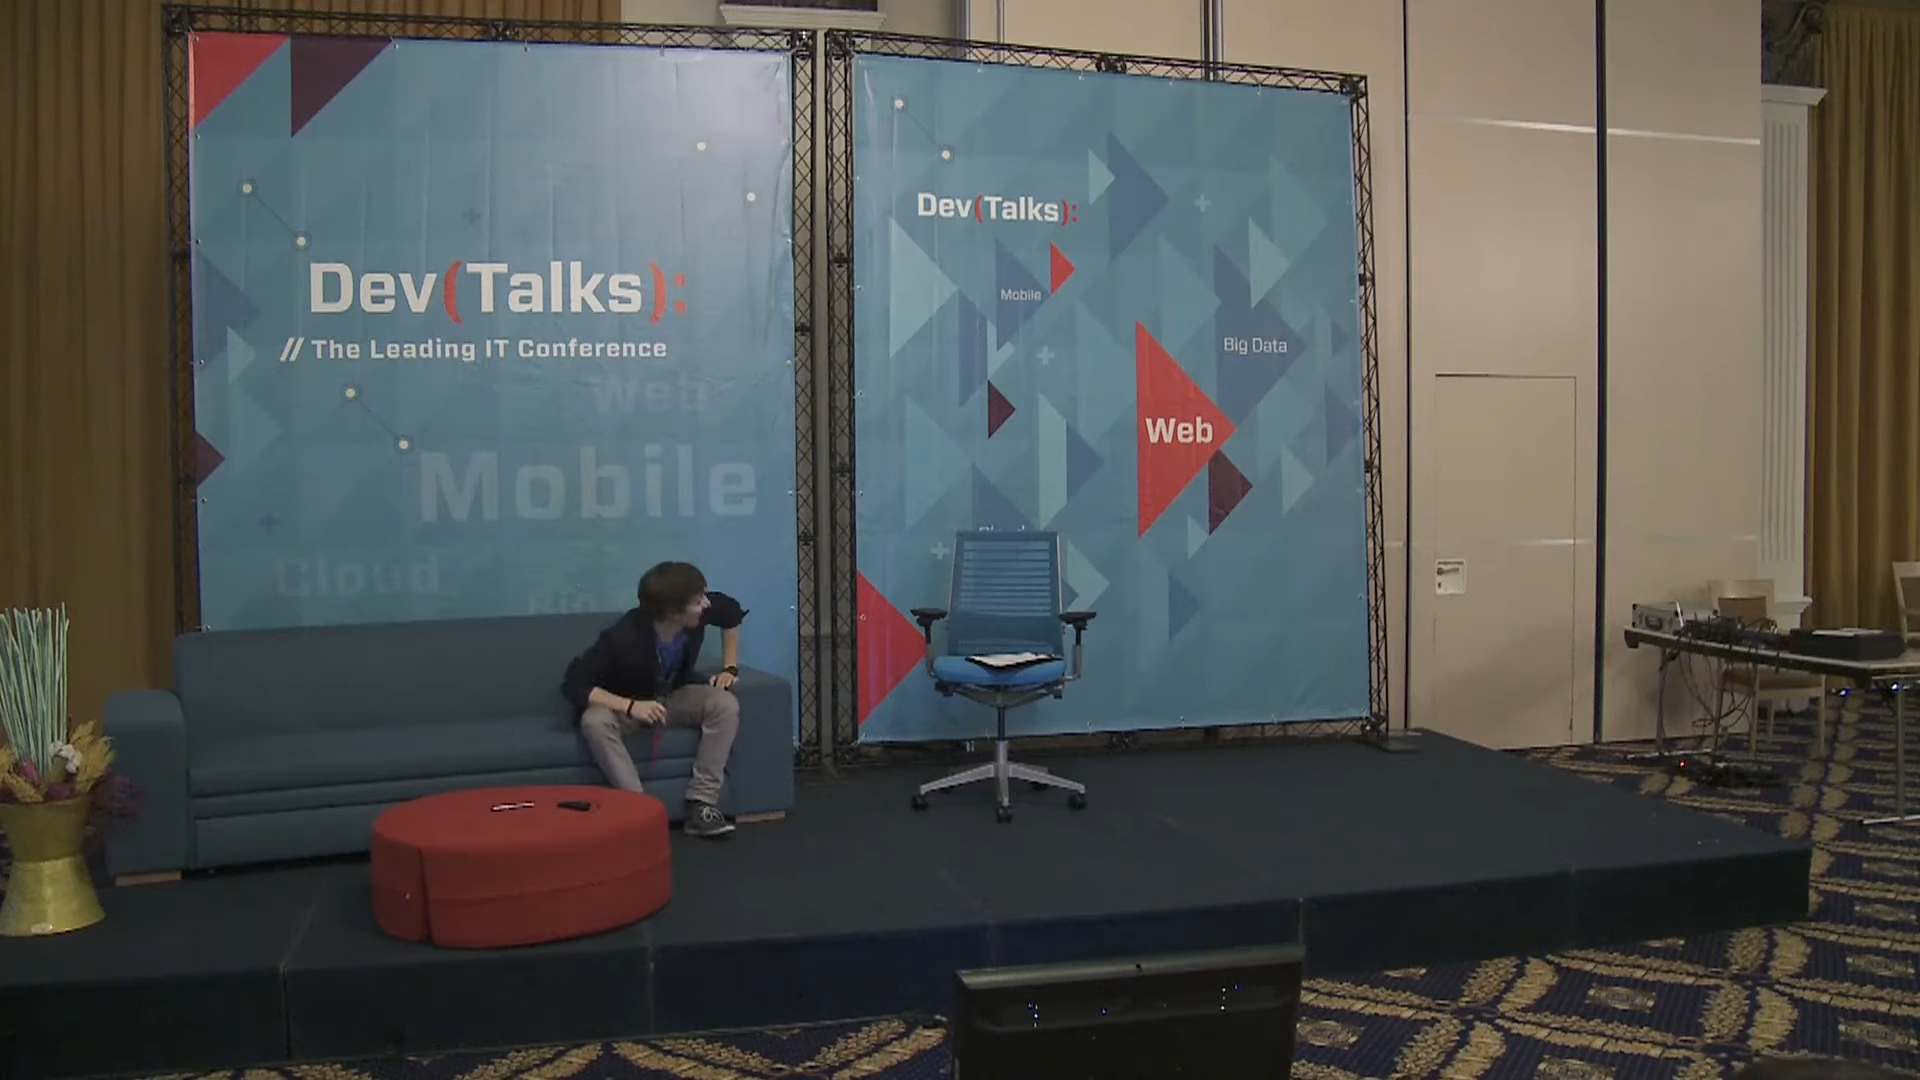 Dev(Talks):
// The Leading IT Conference
Web
Mobile
Cloud
Dev(Talks):
Mobile
Big Data
Web